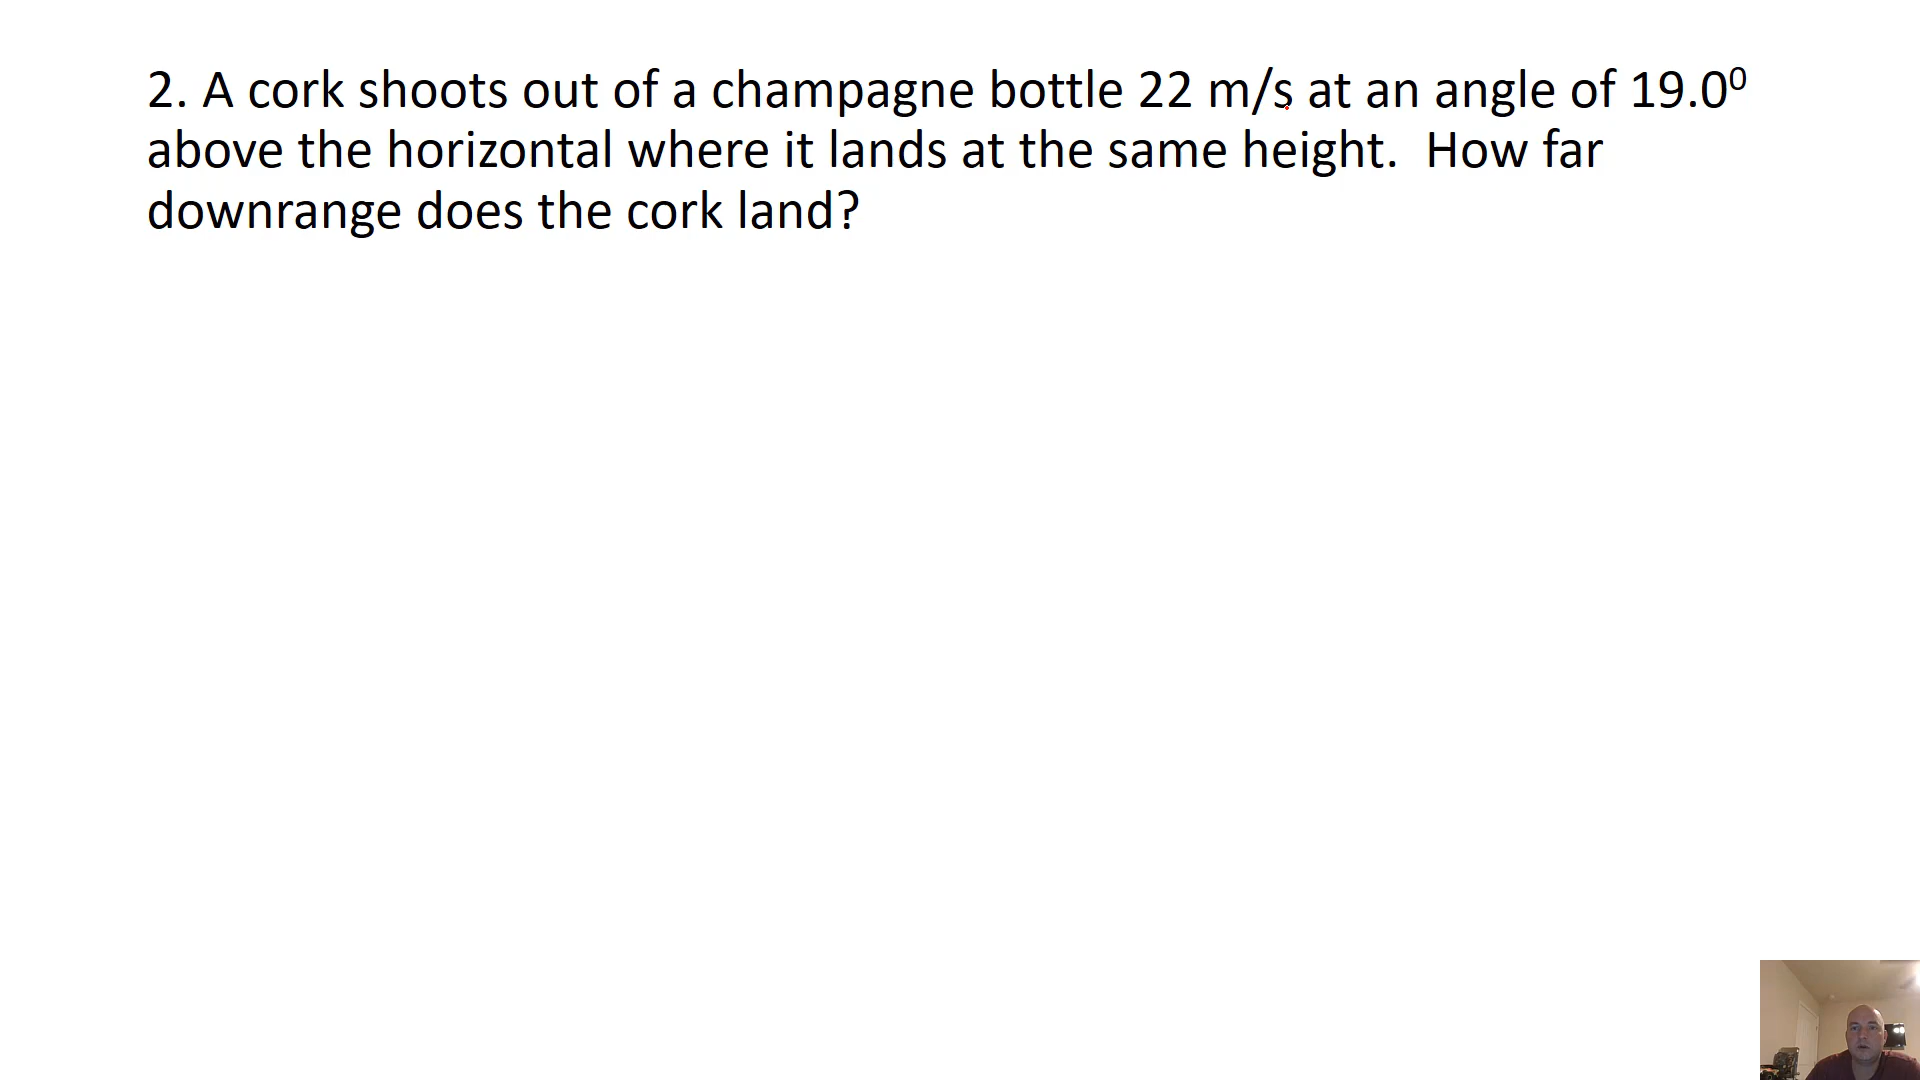 2. A cork shoots out of a champagne bottle 22 m/s at an angle of 19.0⁰
above the horizontal where it lands at the same height.  How far
downrange does the cork land?